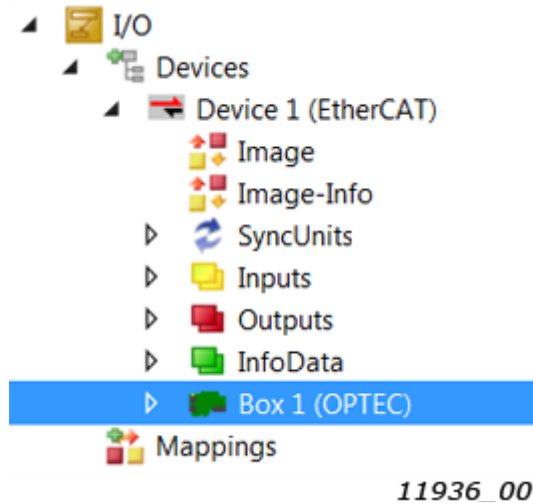 I/O
Devices
Device 1 (EtherCAT)
Image
Image-Info
SyncUnits
Inputs
Outputs
InfoData
Box 1 (OPTEC)
Mappings
11936_00